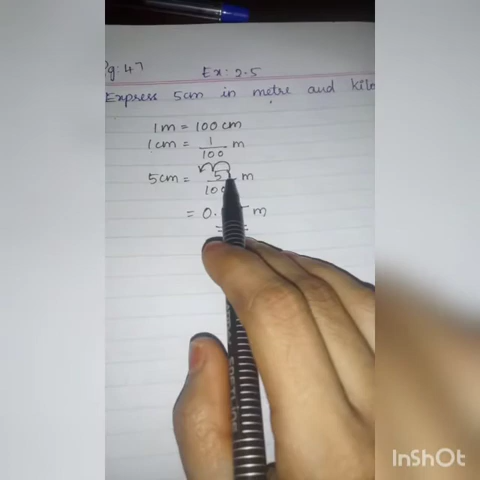 Pg: 47 Ex: 2.5
Express 5cm in metre and kilo
1m = 100 cm
1cm = 1/100 m
5cm = 5/100 m
= 0. m
InShOt